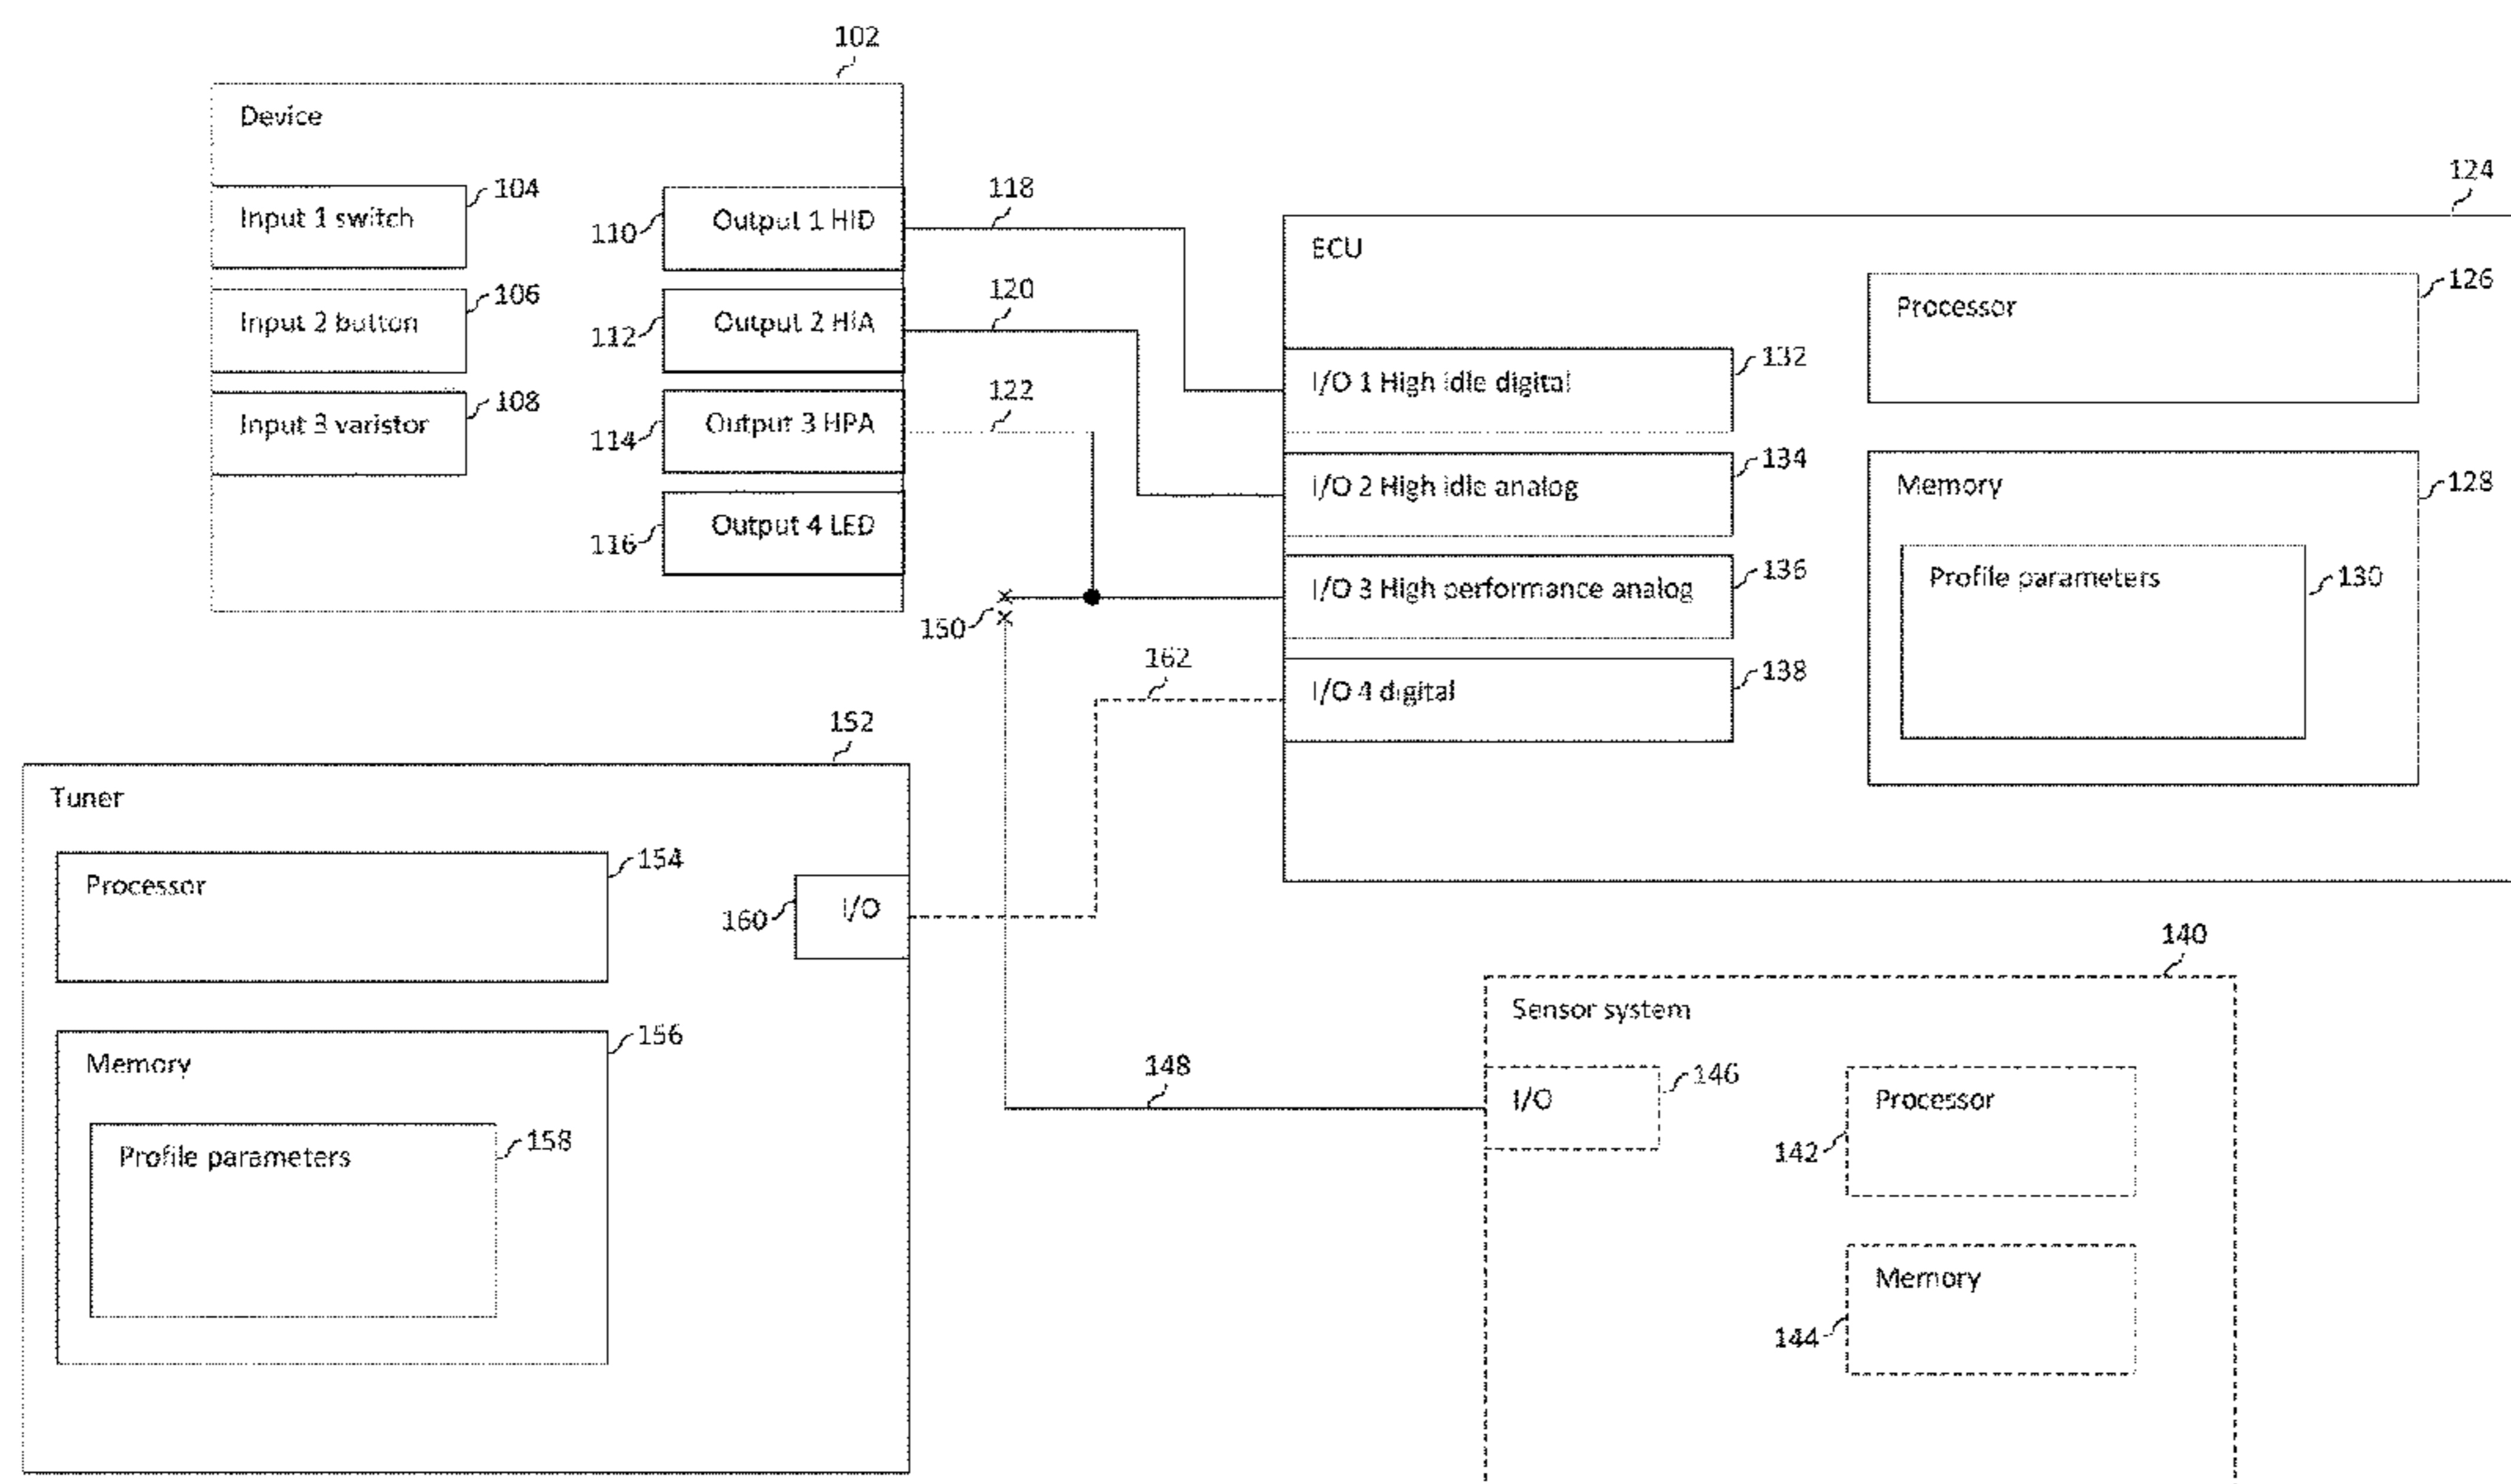 102
Device
Input 1 switch
104
Input 2 button
106
Input 3 varistor
108
110
Output 1 HID
112
Output 2 HIA
114
Output 3 HPA
116
Output 4 LED
118
120
122
124
ECU
Processor
126
Memory
128
Profile parameters
130
I/O 1 High idle digital
132
I/O 2 High idle analog
134
I/O 3 High performance analog
136
I/O 4 digital
138
150
162
152
Tuner
Processor
154
160
I/O
Memory
156
Profile parameters
158
148
140
Sensor system
I/O
146
Processor
142
Memory
144